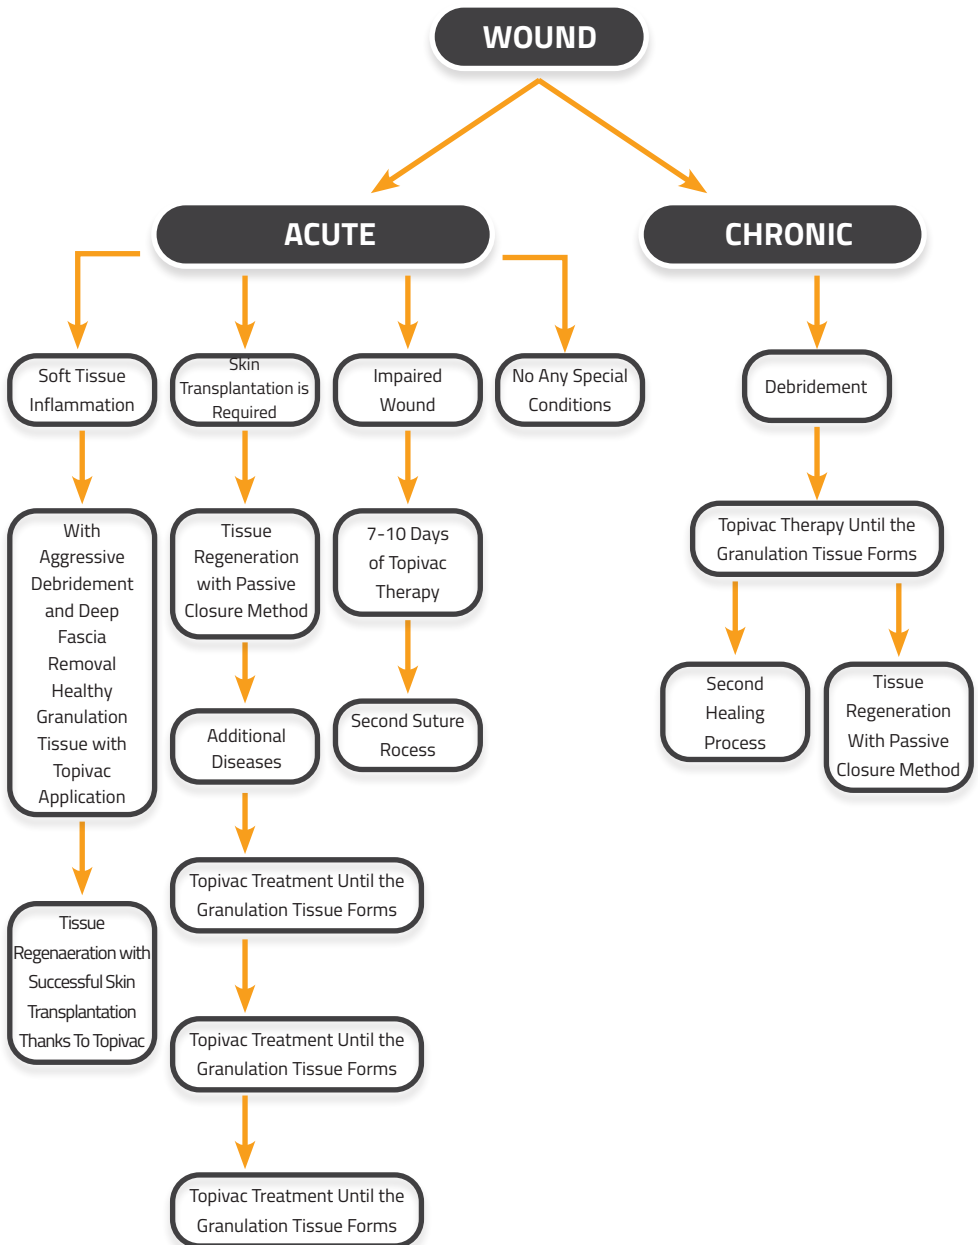 WOUND
ACUTE
CHRONIC
Soft Tissue
Inflammation
Skin
Transplantation is
Required
Impaired
Wound
No Any Special
Conditions
Debridement
With
Aggressive
Debridement
and Deep
Fascia
Removal
Healthy
Granulation
Tissue with
Topivac
Application
Tissue
Regeneration
with Passive
Closure Method
7-10 Days
of Topivac
Therapy
Topivac Therapy Until the
Granulation Tissue Forms
Additional
Diseases
Second Suture
Rocess
Second
Healing
Process
Tissue
Regeneration
With Passive
Closure Method
Topivac Treatment Until the
Granulation Tissue Forms
Tissue
Regenaeration with
Successful Skin
Transplantation
Thanks To Topivac
Topivac Treatment Until the
Granulation Tissue Forms
Topivac Treatment Until the
Granulation Tissue Forms